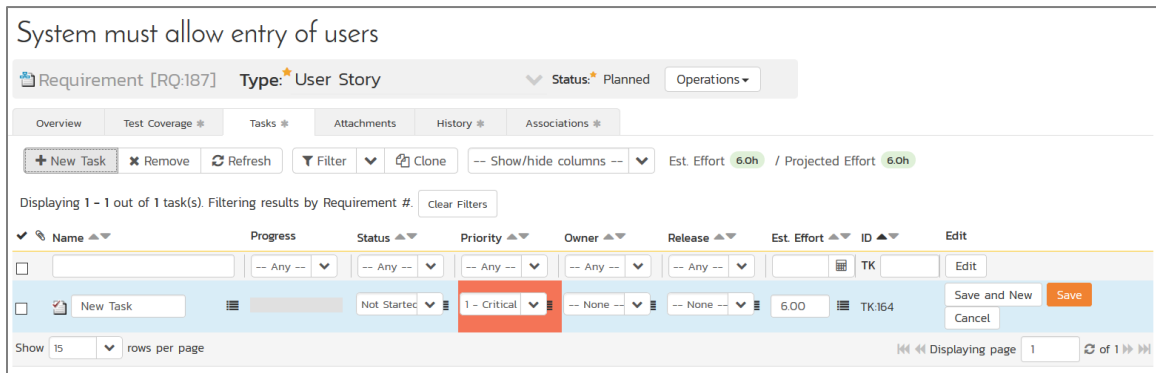 System must allow entry of users
Requirement [RQ:187] Type: User Story Status: Planned Operations
Overview Test Coverage Tasks Attachments History Associations
New Task Remove Refresh Filter Clone -- Show/hide columns -- Est. Effort 6.0h / Projected Effort 6.0h
Displaying 1 - 1 out of 1 task(s). Filtering results by Requirement #. Clear Filters
Name Progress Status Priority Owner Release Est. Effort ID Edit
-- Any -- -- Any -- -- Any -- -- Any -- -- Any -- TK Edit
New Task Not Started 1 - Critical -- None -- -- None -- 6.00 TK:164 Save and New Save
Cancel
Show 15 rows per page Displaying page 1 of 1